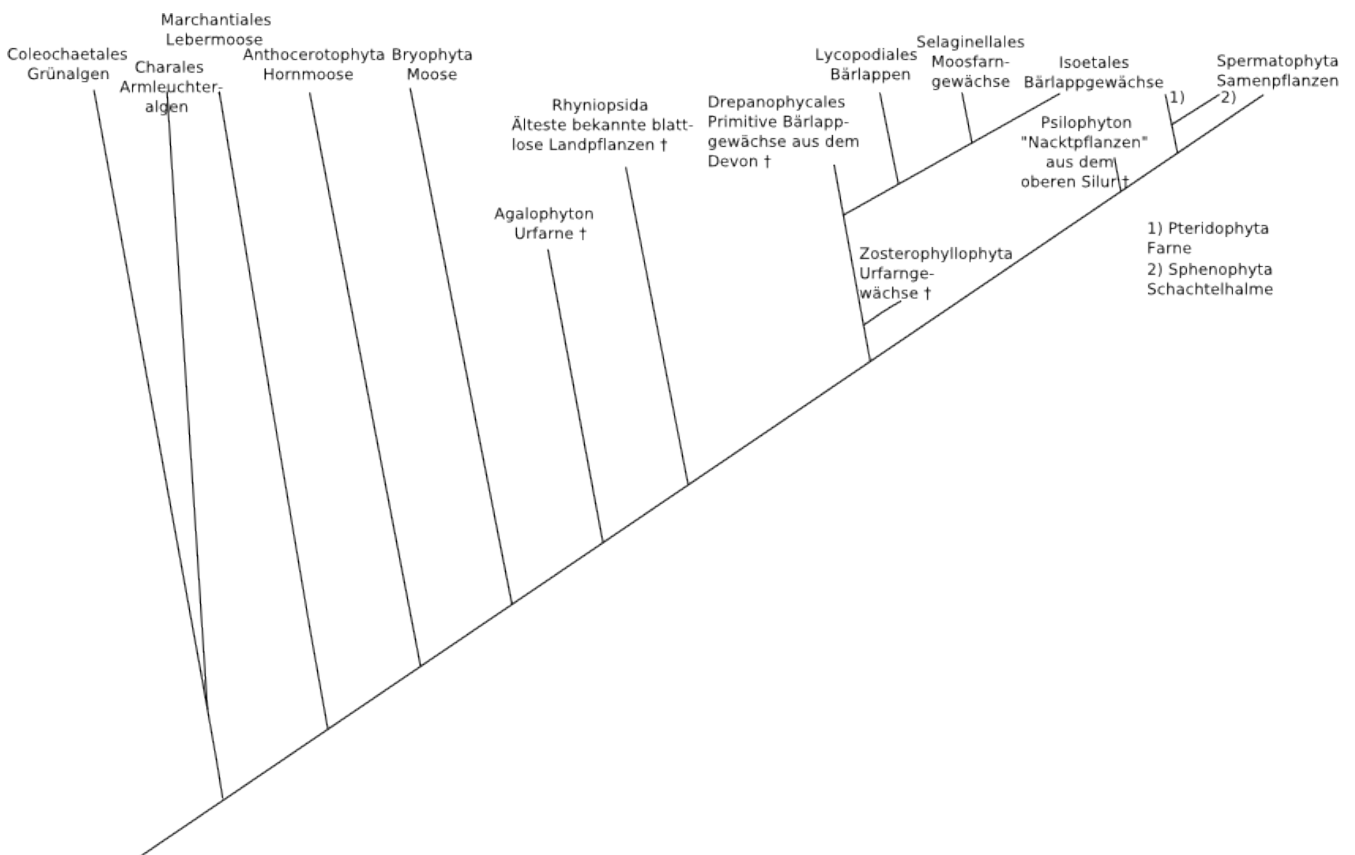 Coleochaetales
Grünalgen
Marchantiales
Lebermoose
Charales
Armleuchter-
algen
Anthocerotophyta
Hornmoose
Bryophyta
Moose
Agalophyton
Urfarne †
Rhyniopsida
Älteste bekannte blatt-
lose Landpflanzen †
Drepanophycales
Primitive Bärlapp-
gewächse aus dem
Devon †
Zosterophyllophyta
Urfarnge-
wächse †
Lycopodiales
Bärlappen
Selaginellales
Moosfarn-
gewächse
Isoetales
Bärlappgewächse
Psilophyton
"Nacktpflanzen"
aus dem
oberen Silur †
1)
2)
Spermatophyta
Samenpflanzen
1) Pteridophyta
Farne
2) Sphenophyta
Schachtelhalme